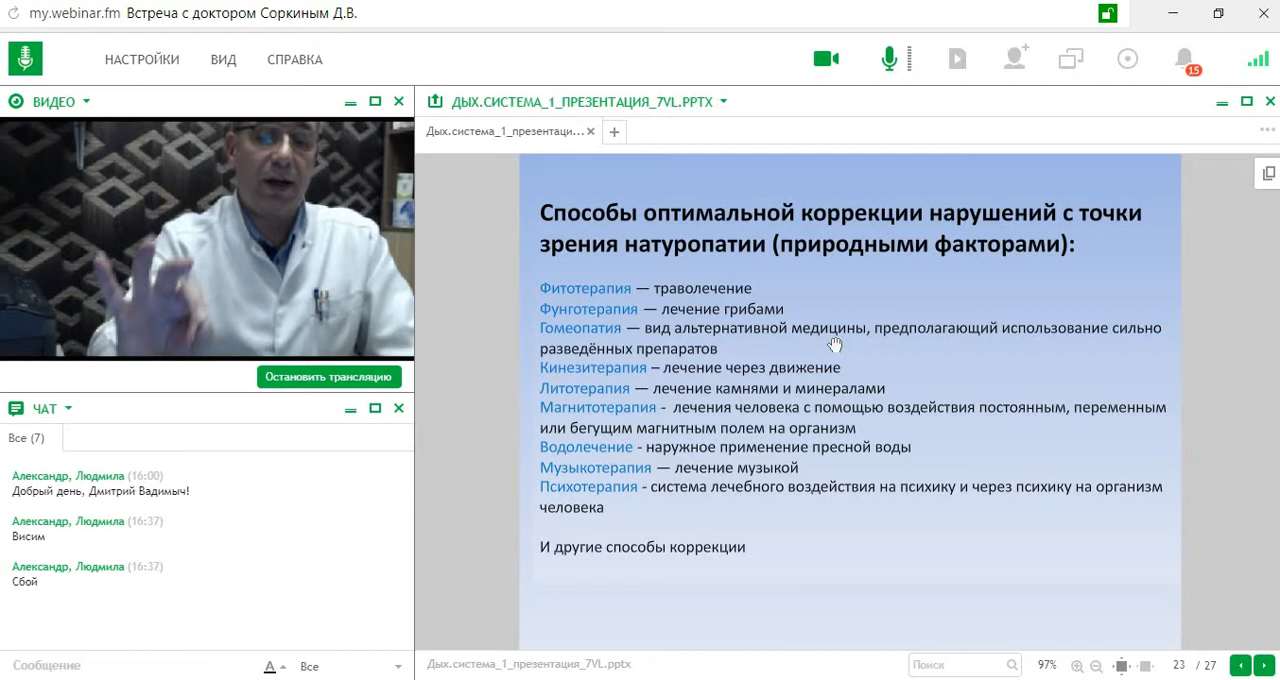 my.webinar.fm Встреча с доктором Соркиным Д.В.
НАСТРОЙКИ ВИД СПРАВКА
15
ВИДЕО
Остановить трансляцию
ЧАТ
Все (7)
Александр, Людмила (16:00)
Добрый день, Дмитрий Вадимыч!
Александр, Людмила (16:37)
Висим
Александр, Людмила (16:37)
Сбой
Сообщение
A
Все
ДЫХ.СИСТЕМА_1_ПРЕЗЕНТАЦИЯ_7VL.PPTX
Дых.система_1_презентаци...
Способы оптимальной коррекции нарушений с точки
зрения натуропатии (природными факторами):
Фитотерапия — траволечение
Фунготерапия — лечение грибами
Гомеопатия — вид альтернативной медицины, предполагающий использование сильно
разведённых препаратов
Кинезитерапия – лечение через движение
Литотерапия — лечение камнями и минералами
Магнитотерапия - лечения человека с помощью воздействия постоянным, переменным
или бегущим магнитным полем на организм
Водолечение - наружное применение пресной воды
Музыкотерапия — лечение музыкой
Психотерапия - система лечебного воздействия на психику и через психику на организм
человека
И другие способы коррекции
Дых.система_1_презентация_7VL.pptx
Поиск
97%
23 / 27